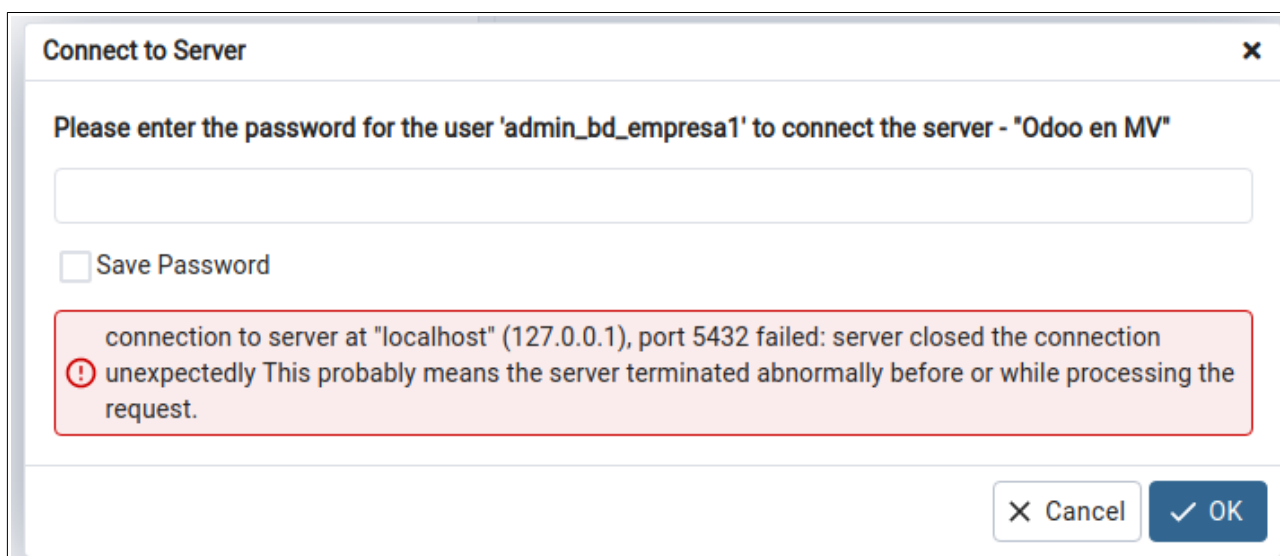 Connect to Server
Please enter the password for the user 'admin_bd_empresa1' to connect the server - "Odoo en MV"
Save Password
connection to server at "localhost" (127.0.0.1), port 5432 failed: server closed the connection
unexpectedly This probably means the server terminated abnormally before or while processing the
request.
Cancel
OK